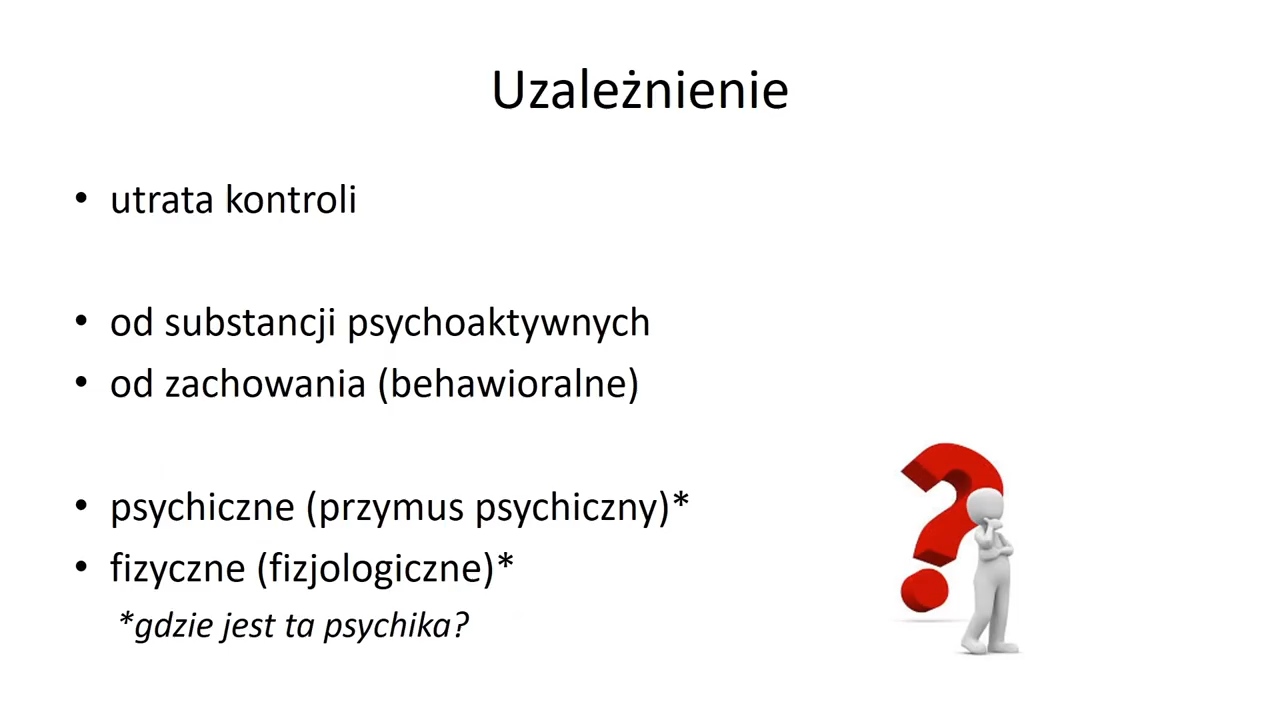 Uzależnienie
• utrata kontroli
• od substancji psychoaktywnych
• od zachowania (behawioralne)
• psychiczne (przymus psychiczny)*
• fizyczne (fizjologiczne)*
*gdzie jest ta psychika?